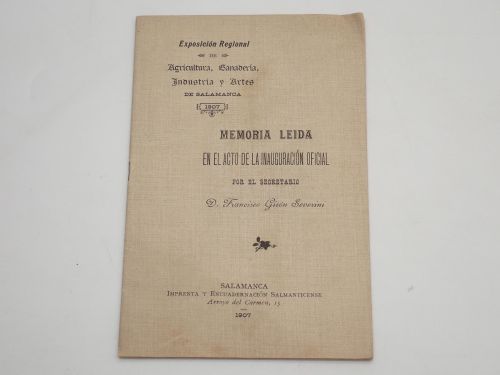 Exposición Regional
DE
Agricultura, Ganadería,
Industria y Artes
DE SALAMANCA
1907
MEMORIA LEIDA
EN EL ACTO DE LA INAUGURACIÓN OFICIAL
POR EL SECRETARIO
D. Francisco Girón Severini
SALAMANCA
IMPRENTA Y ENCUADERNACIÓN SALMANTICENSE
Arroyo del Carmen, 15
1907